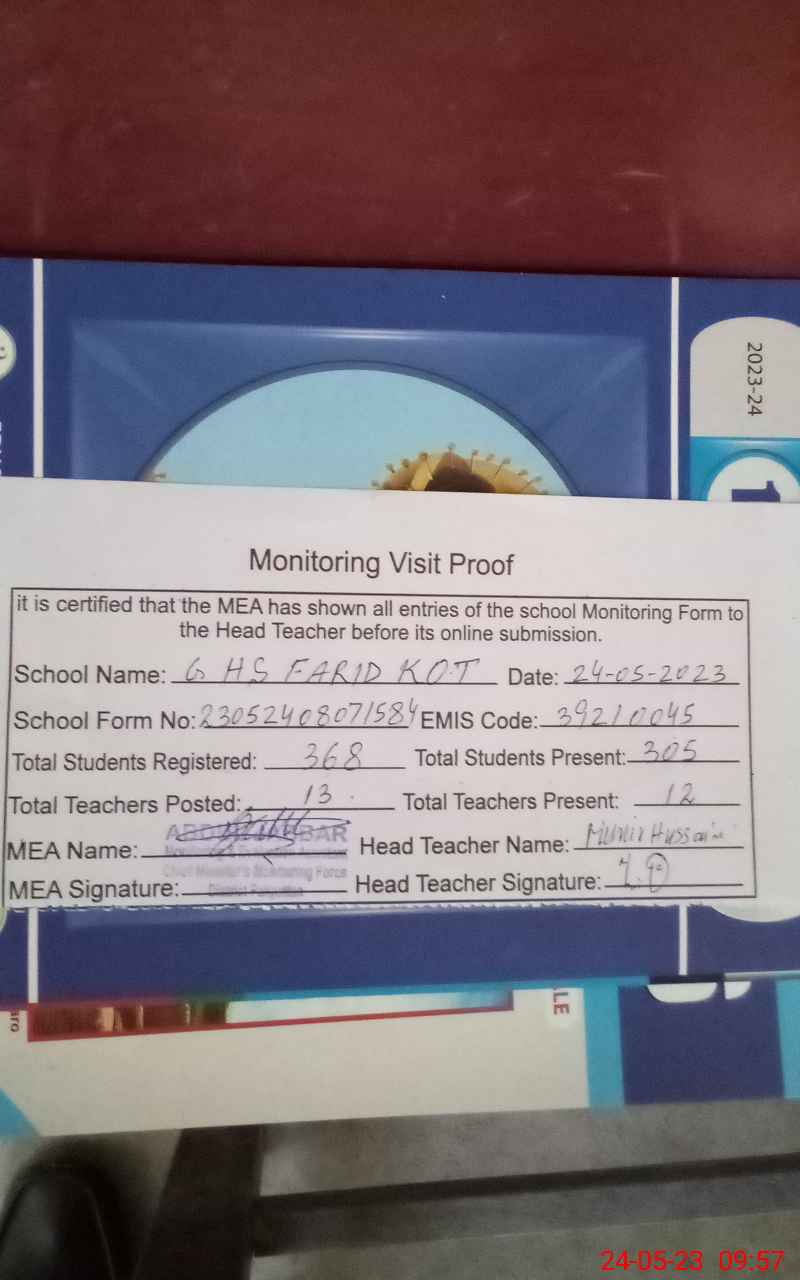 2023-24
1
Monitoring Visit Proof
it is certified that the MEA has shown all entries of the school Monitoring Form to
the Head Teacher before its online submission.
School Name: G HS FARID KOT Date: 24-05-2023
School Form No: 23052408071584 EMIS Code: 39210045
Total Students Registered: 368 Total Students Present: 305
Total Teachers Posted: 13 Total Teachers Present: 12
MEA Name: Head Teacher Name: Munir Hussain
MEA Signature: Head Teacher Signature:
LE
24-05-23 09:57